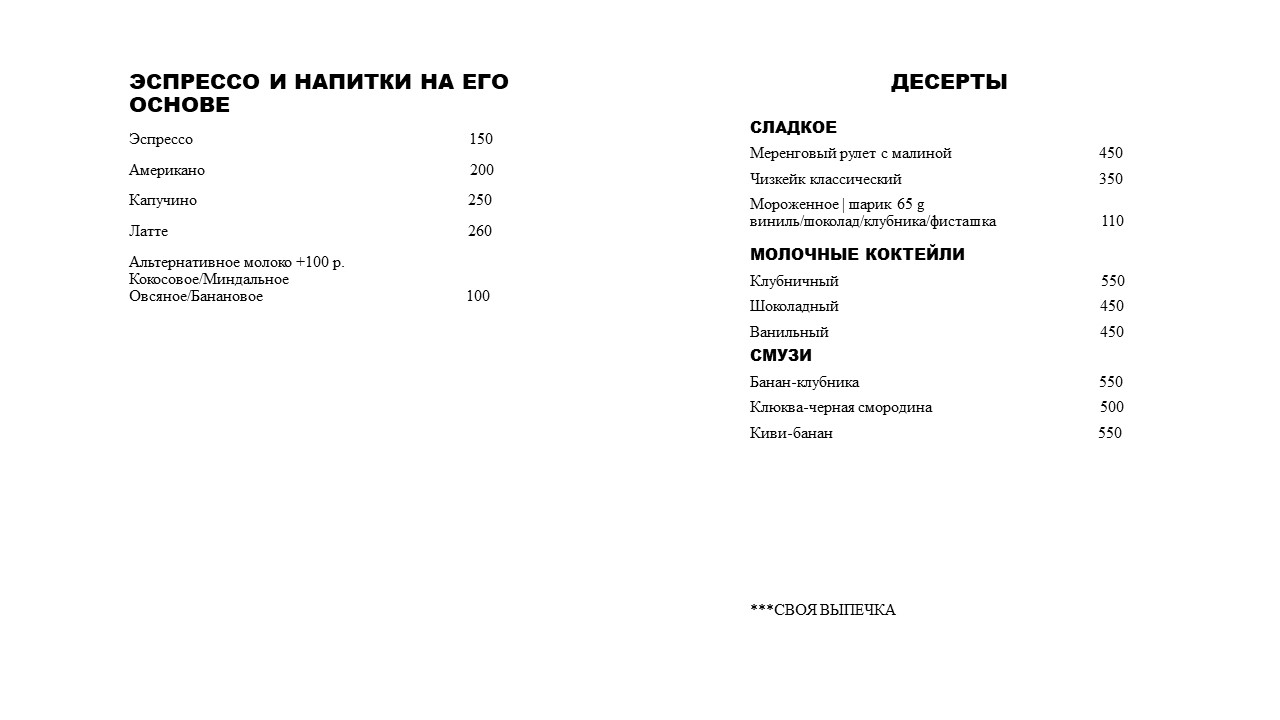 ЭСПРЕССО И НАПИТКИ НА ЕГО
ОСНОВЕ
Эспрессо 150
Американо 200
Капучино 250
Латте 260
Альтернативное молоко +100 р.
Кокосовое/Миндальное
Овсяное/Банановое 100
ДЕСЕРТЫ
СЛАДКОЕ
Меренговый рулет с малиной 450
Чизкейк классический 350
Мороженное | шарик 65 g
виниль/шоколад/клубника/фисташка 110
МОЛОЧНЫЕ КОКТЕЙЛИ
Клубничный 550
Шоколадный 450
Ванильный 450
СМУЗИ
Банан-клубника 550
Клюква-черная смородина 500
Киви-банан 550
***СВОЯ ВЫПЕЧКА